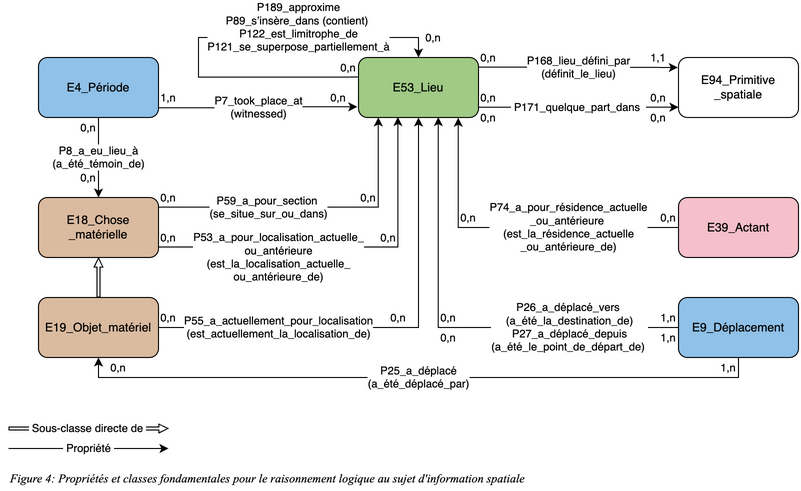 P189_approxime
P89_s'insère_dans (contient)
P122_est_limitrophe_de
P121_se_superpose_partiellement_à
0,n
0,n
E4_Période
1,n
P7_took_place_at
(witnessed)
0,n
E53_Lieu
0,n
P168_lieu_défini_par
(définit_le_lieu)
1,1
0,n
0,n
P171_quelque_part_dans
0,n
0,n
E94_Primitive
_spatiale
0,n
P8_a_eu_lieu_à
(a_été_témoin_de)
0,n
E18_Chose
_matérielle
0,n
P59_a_pour_section
(se_situe_sur_ou_dans)
0,n
0,n
P53_a_pour_localisation_actuelle_
ou_antérieure
(est_la_localisation_actuelle_
ou_antérieure_de)
0,n
0,n
P74_a_pour_résidence_actuelle
_ou_antérieure
(est_la_résidence_actuelle
_ou_antérieure_de)
0,n
E39_Actant
E19_Objet_matériel
0,n
P55_a_actuellement_pour_localisation
(est_actuellement_la_localisation_de)
0,n
0,n
0,n
P26_a_déplacé_vers
(a_été_la_destination_de)
P27_a_déplacé_depuis
(a_été_le_point_de_départ_de)
1,n
1,n
E9_Déplacement
0,n
P25_a_déplacé
(a_été_déplacé_par)
1,n
Sous-classe directe de
Propriété
Figure 4: Propriétés et classes fondamentales pour le raisonnement logique au sujet d'information spatiale